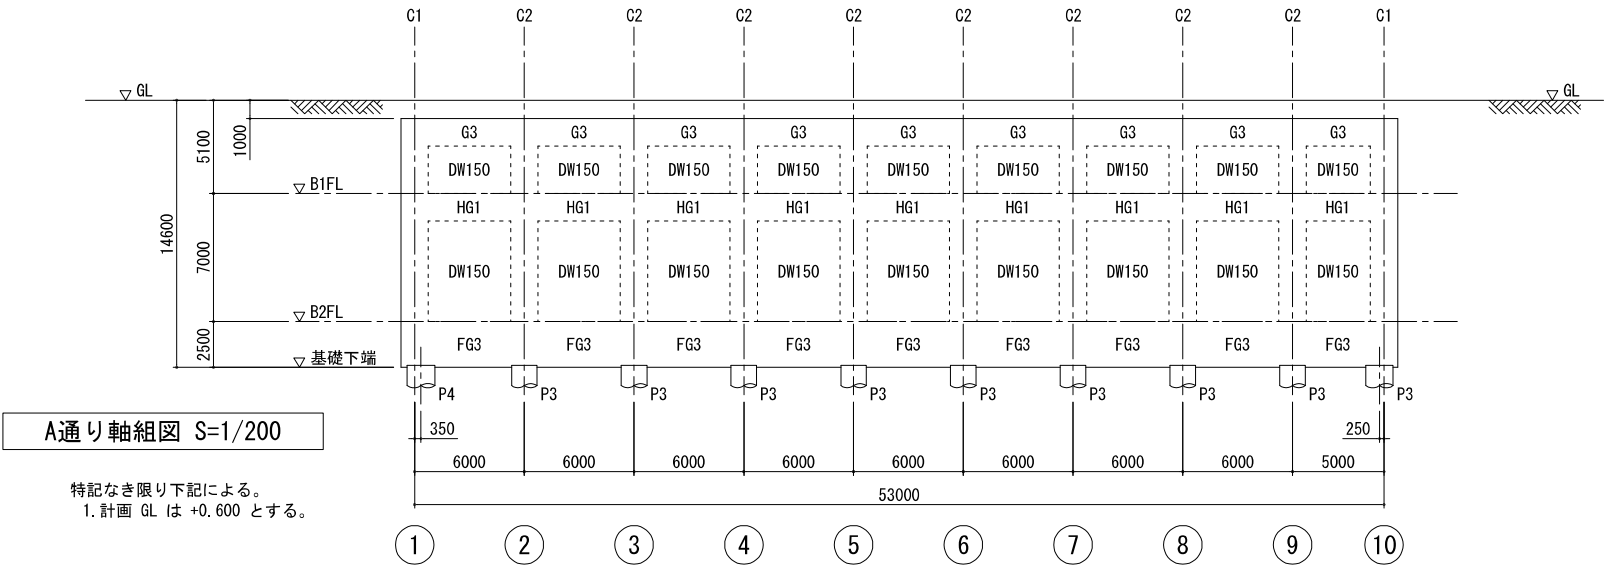 C1 C2 C2 C2 C2 C2 C2 C2 C2 C1
GL GL
1000
5100
G3 G3 G3 G3 G3 G3 G3 G3 G3
DW150 DW150 DW150 DW150 DW150 DW150 DW150 DW150 DW150
B1FL
HG1 HG1 HG1 HG1 HG1 HG1 HG1 HG1 HG1
14600
7000
DW150 DW150 DW150 DW150 DW150 DW150 DW150 DW150 DW150
B2FL
2500
FG3 FG3 FG3 FG3 FG3 FG3 FG3 FG3 FG3
基礎下端
P4 P3 P3 P3 P3 P3 P3 P3 P3 P3
A通り軸組図 S=1/200
350 250
6000 6000 6000 6000 6000 6000 6000 6000 5000
53000
特記なき限り下記による。
1.計画 GL は +0.600 とする。
1 2 3 4 5 6 7 8 9 10